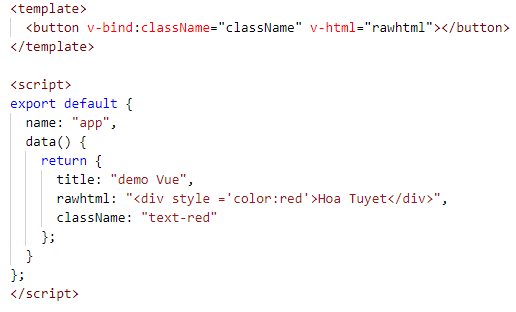 <template>
  <button v-bind:className="className" v-html="rawhtml"></button>
</template>

<script>
export default {
  name: "app",
  data() {
    return {
      title: "demo Vue",
      rawhtml: "<div style ='color:red'>Hoa Tuyet</div>",
      className: "text-red"
    };
  }
};
</script>